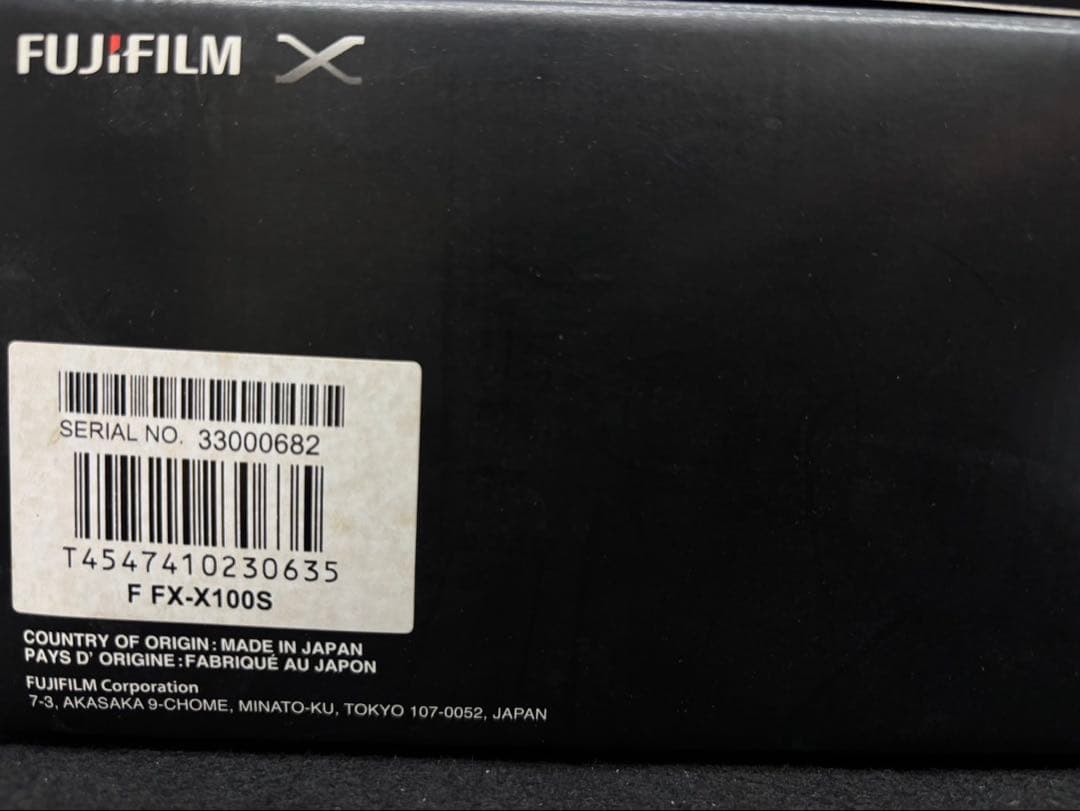 FUJIFILM X
SERIAL NO. 33000682
T4547410230635
F FX-X100S
COUNTRY OF ORIGIN : MADE IN JAPAN
PAYS D' ORIGINE : FABRIQUÉ AU JAPON
FUJIFILM Corporation
7-3, AKASAKA 9-CHOME, MINATO-KU, TOKYO 107-0052, JAPAN